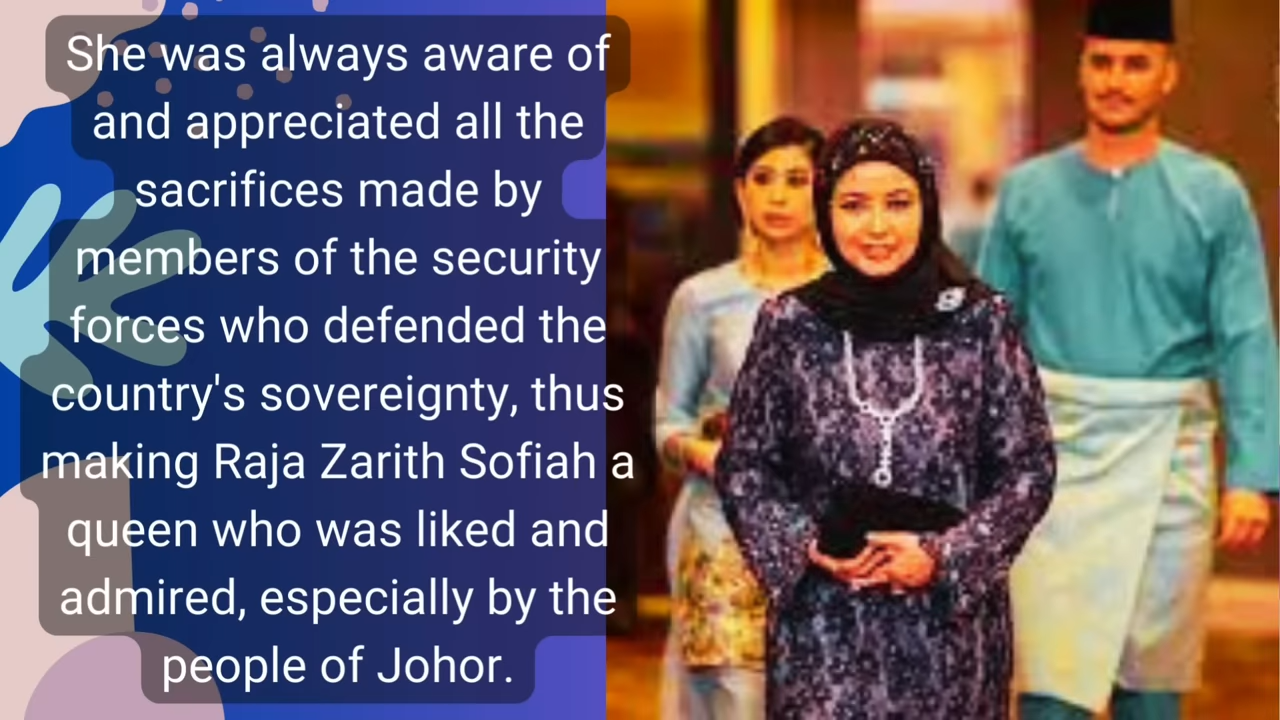 She was always aware of
and appreciated all the
sacrifices made by
members of the security
forces who defended the
country's sovereignty, thus
making Raja Zarith Sofiah a
queen who was liked and
admired, especially by the
people of Johor.